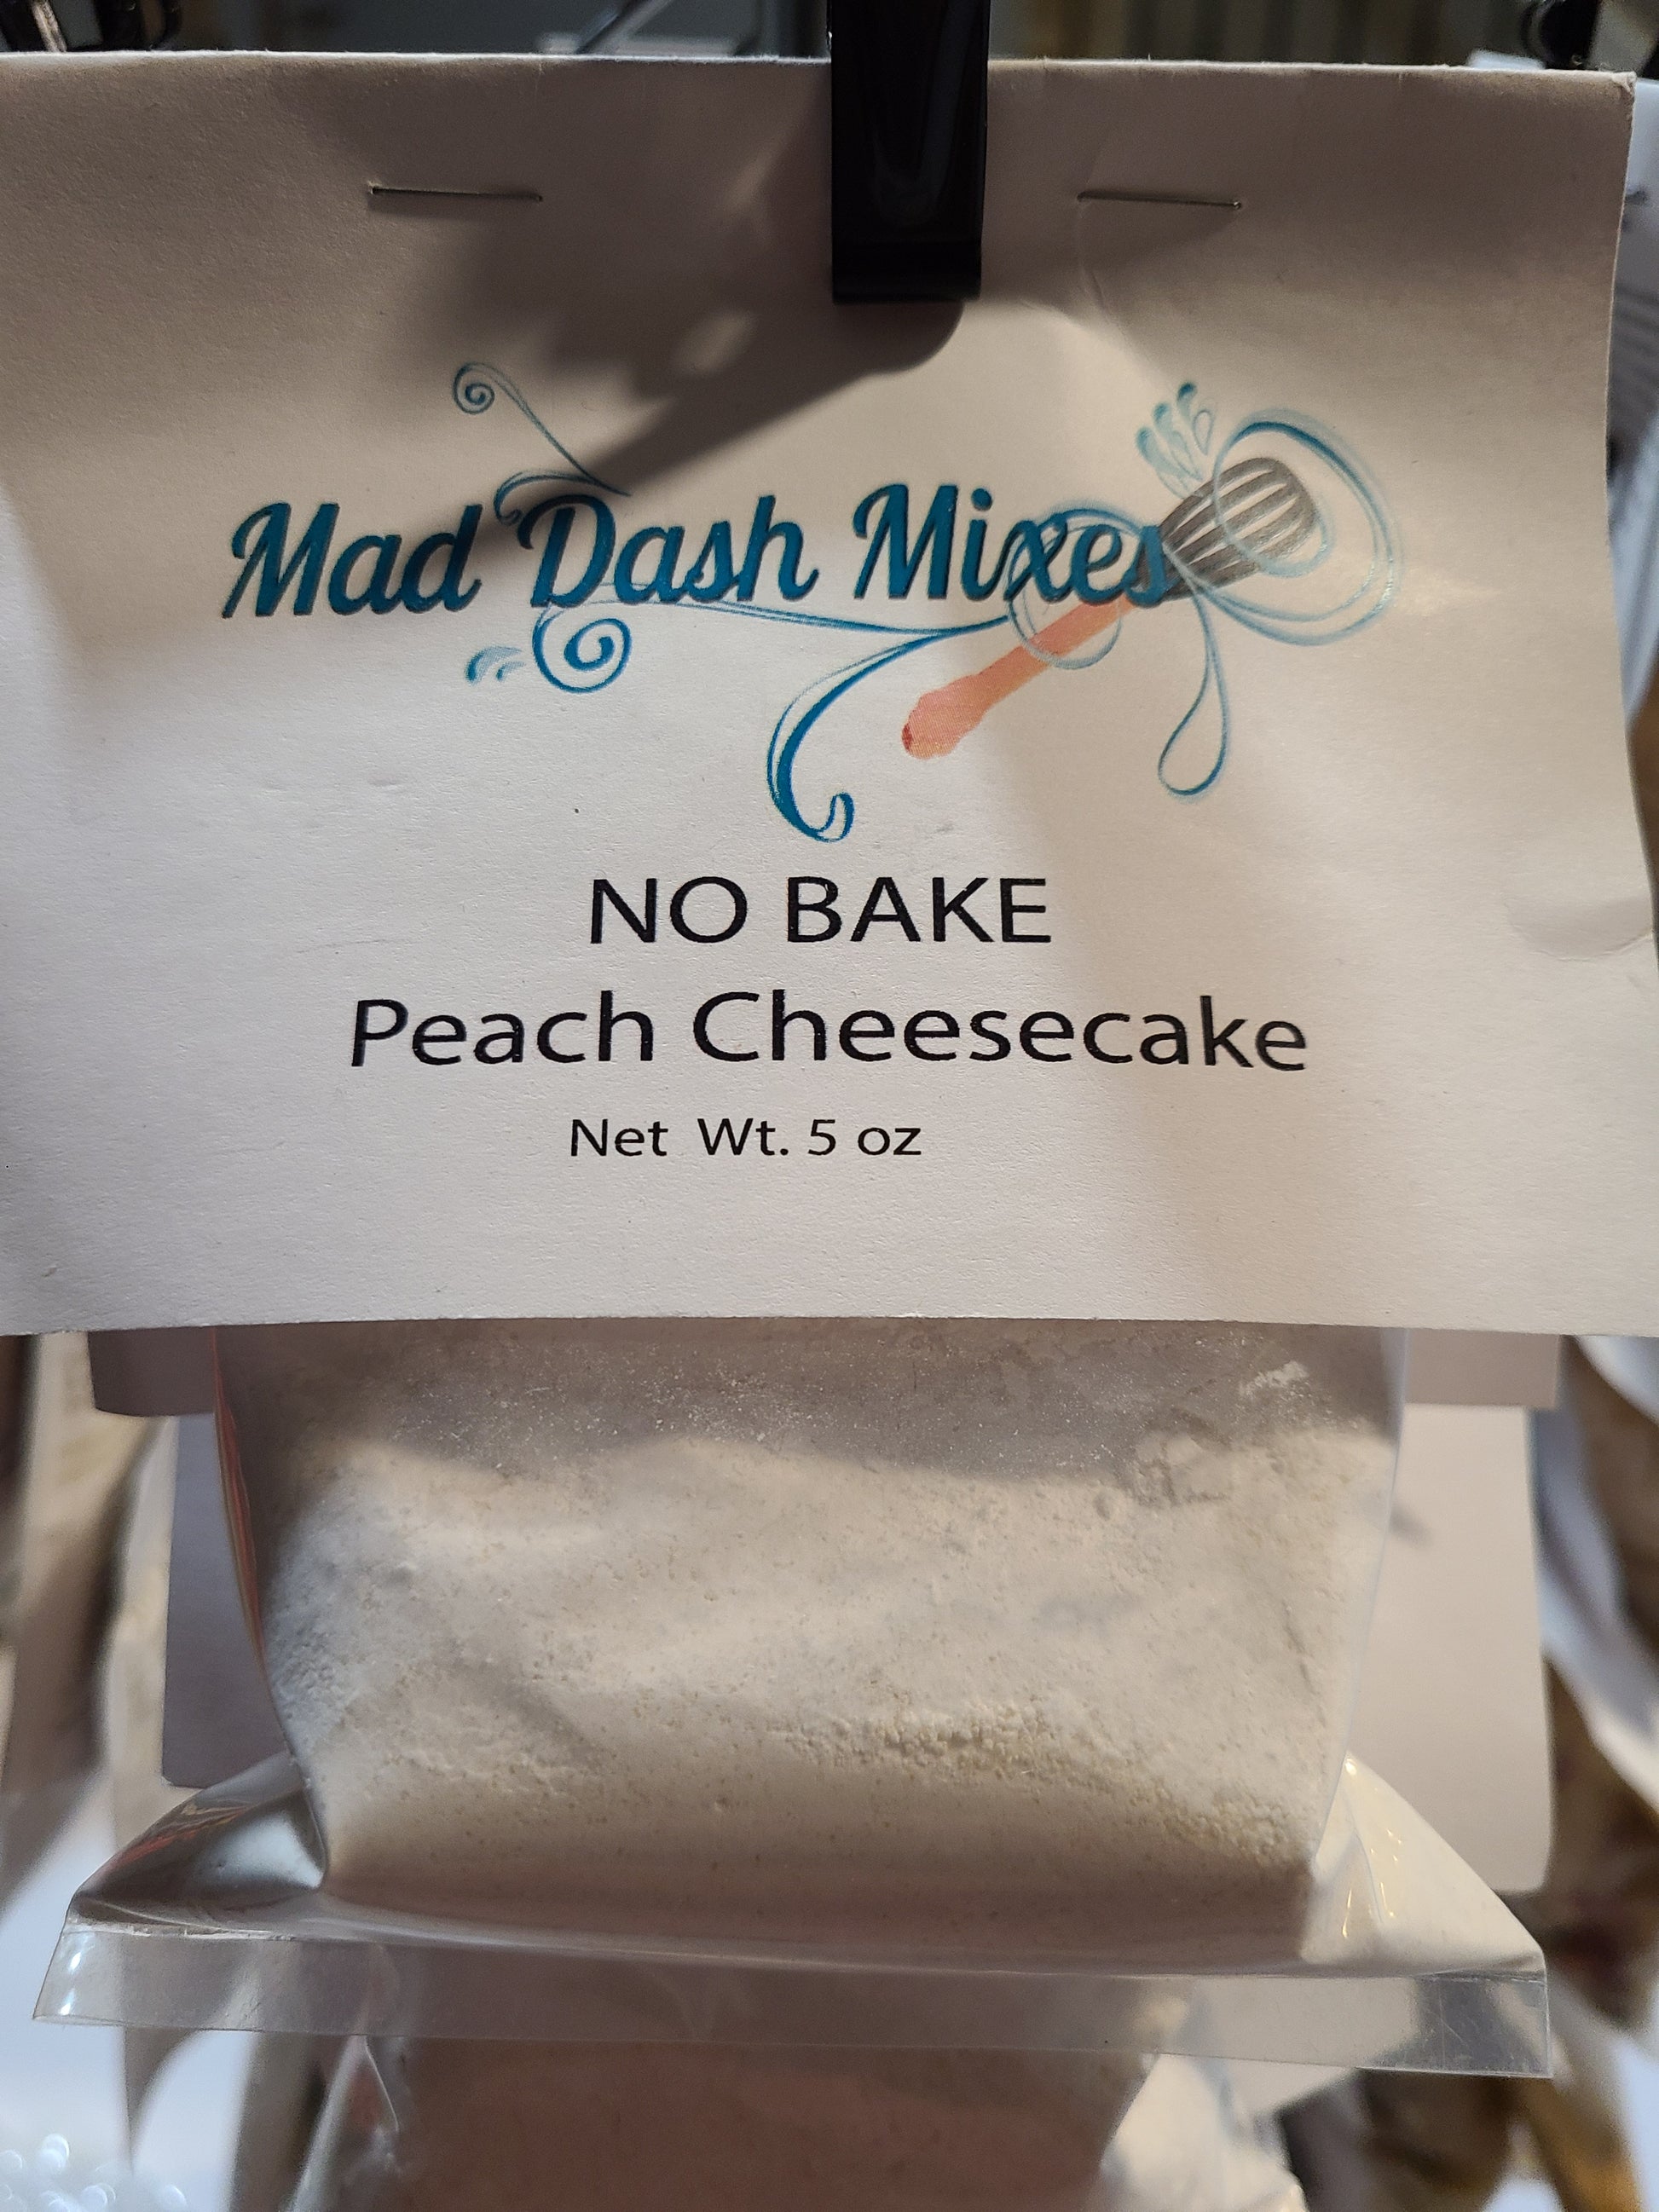 Mad Dash Mixes
NO BAKE
Peach Cheesecake
Net Wt. 5 oz